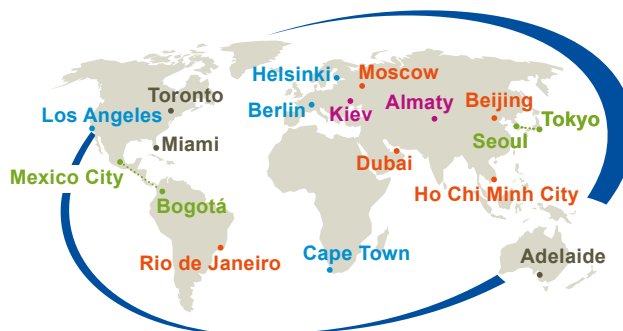 Helsinki
Moscow
Toronto
Los Angeles
Berlin
Kiev
Almaty
Beijing
Tokyo
Miami
Seoul
Mexico City
Dubai
Bogotá
Ho Chi Minh City
Rio de Janeiro
Cape Town
Adelaide